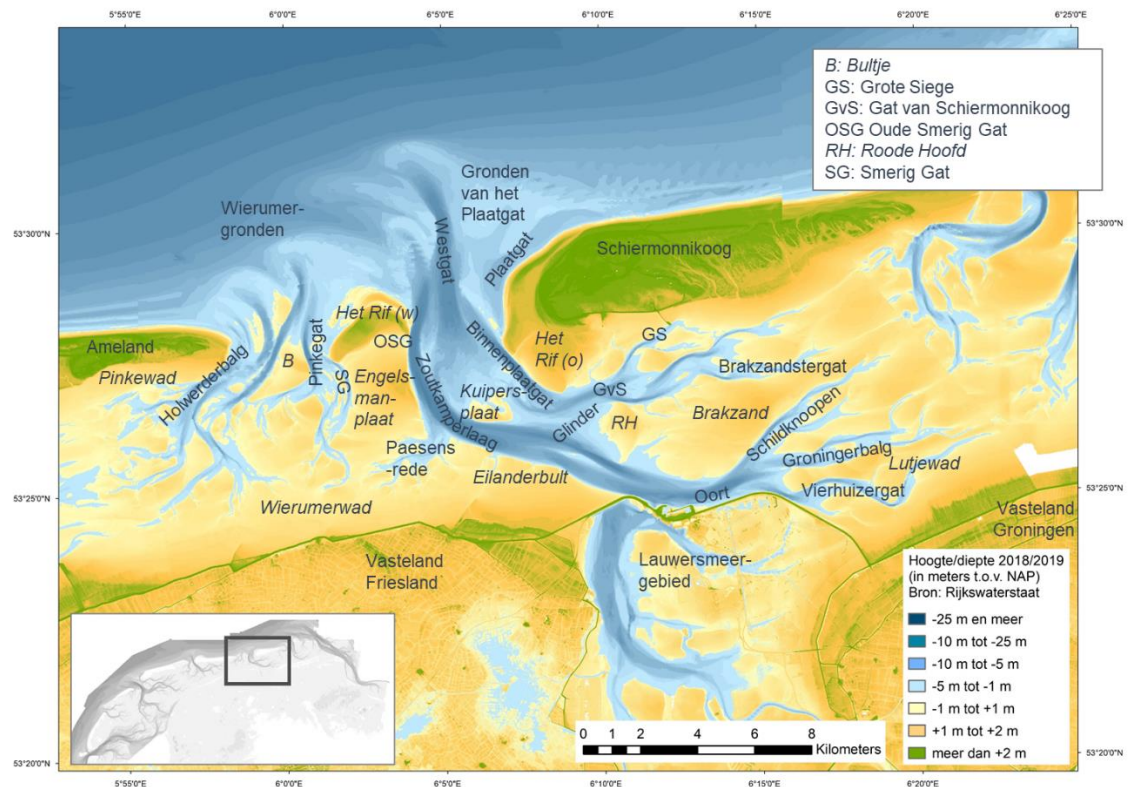 5°55'0"E
6°0'0"E
6°5'0"E
6°10'0"E
6°15'0"E
6°20'0"E
6°25'0"E
B: Bultje
GS: Grote Siege
GvS: Gat van Schiermonnikoog
OSG Oude Smerig Gat
RH: Roode Hoofd
SG: Smerig Gat
Gronden
van het
Plaatgat
Wierumer-
gronden
53°30'0"N
53°30'0"N
Westgat
Plaatgat
Schiermonnikoog
Het Rif (w)
OSG
Ameland
Pinkewad
Holwerderbalg
B
Pinkegat
SG
Engels-
man-
plaat
Zoutkamperlaag
Binnenplaatgat
Kuipers-
plaat
Het
Rif (o)
GS
GvS
Glinder
RH
Brakzandstergat
Brakzand
Schildknoopen
Groningerbalg
Lutjewad
Paesens
-rede
Eilanderbult
Wierumerwad
Oort
Vierhuizergat
53°25'0"N
53°25'0"N
Vasteland
Groningen
Vasteland
Friesland
Lauwersmeer-
gebied
Hoogte/diepte 2018/2019
(in meters t.o.v. NAP)
Bron: Rijkswaterstaat
-25 m en meer
-10 m tot -25 m
-10 m tot -5 m
-5 m tot -1 m
-1 m tot +1 m
+1 m tot +2 m
meer dan +2 m
0 1 2 4 6 8
Kilometers
53°20'0"N
53°20'0"N
5°55'0"E
6°0'0"E
6°5'0"E
6°10'0"E
6°15'0"E
6°20'0"E